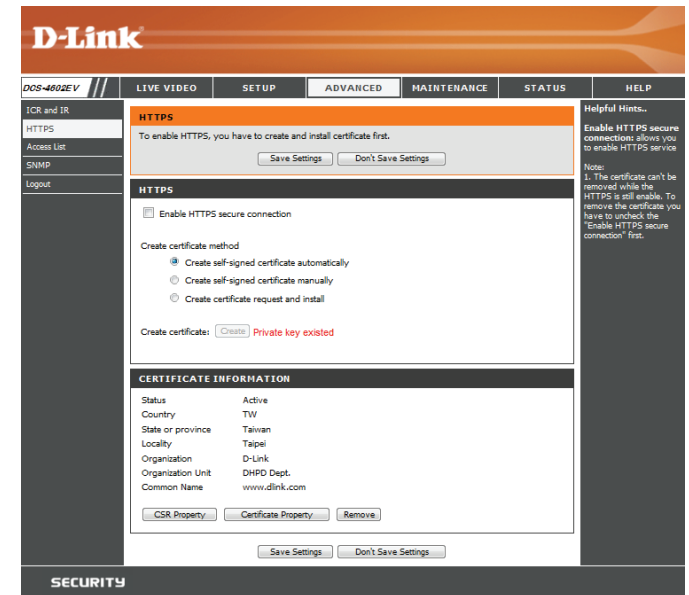 D-Link
DCS-4602EV // LIVE VIDEO SETUP ADVANCED MAINTENANCE STATUS HELP
ICR and IR
HTTPS
Access List
SNMP
Logout
HTTPS
To enable HTTPS, you have to create and install certificate first.
Save Settings Don't Save Settings
HTTPS
Enable HTTPS secure connection
Create certificate method
Create self-signed certificate automatically
Create self-signed certificate manually
Create certificate request and install
Create certificate: Create Private key existed
CERTIFICATE INFORMATION
Status Active
Country TW
State or province Taiwan
Locality Taipei
Organization D-Link
Organization Unit DHPD Dept.
Common Name www.dlink.com
CSR Property Certificate Property Remove
Save Settings Don't Save Settings
Helpful Hints..
Enable HTTPS secure
connection: allows you
to enable HTTPS service
Note:
1. The certificate can't be
removed while the
HTTPS is still enable. To
remove the certificate you
have to uncheck the
"Enable HTTPS secure
connection" first.
SECURITY